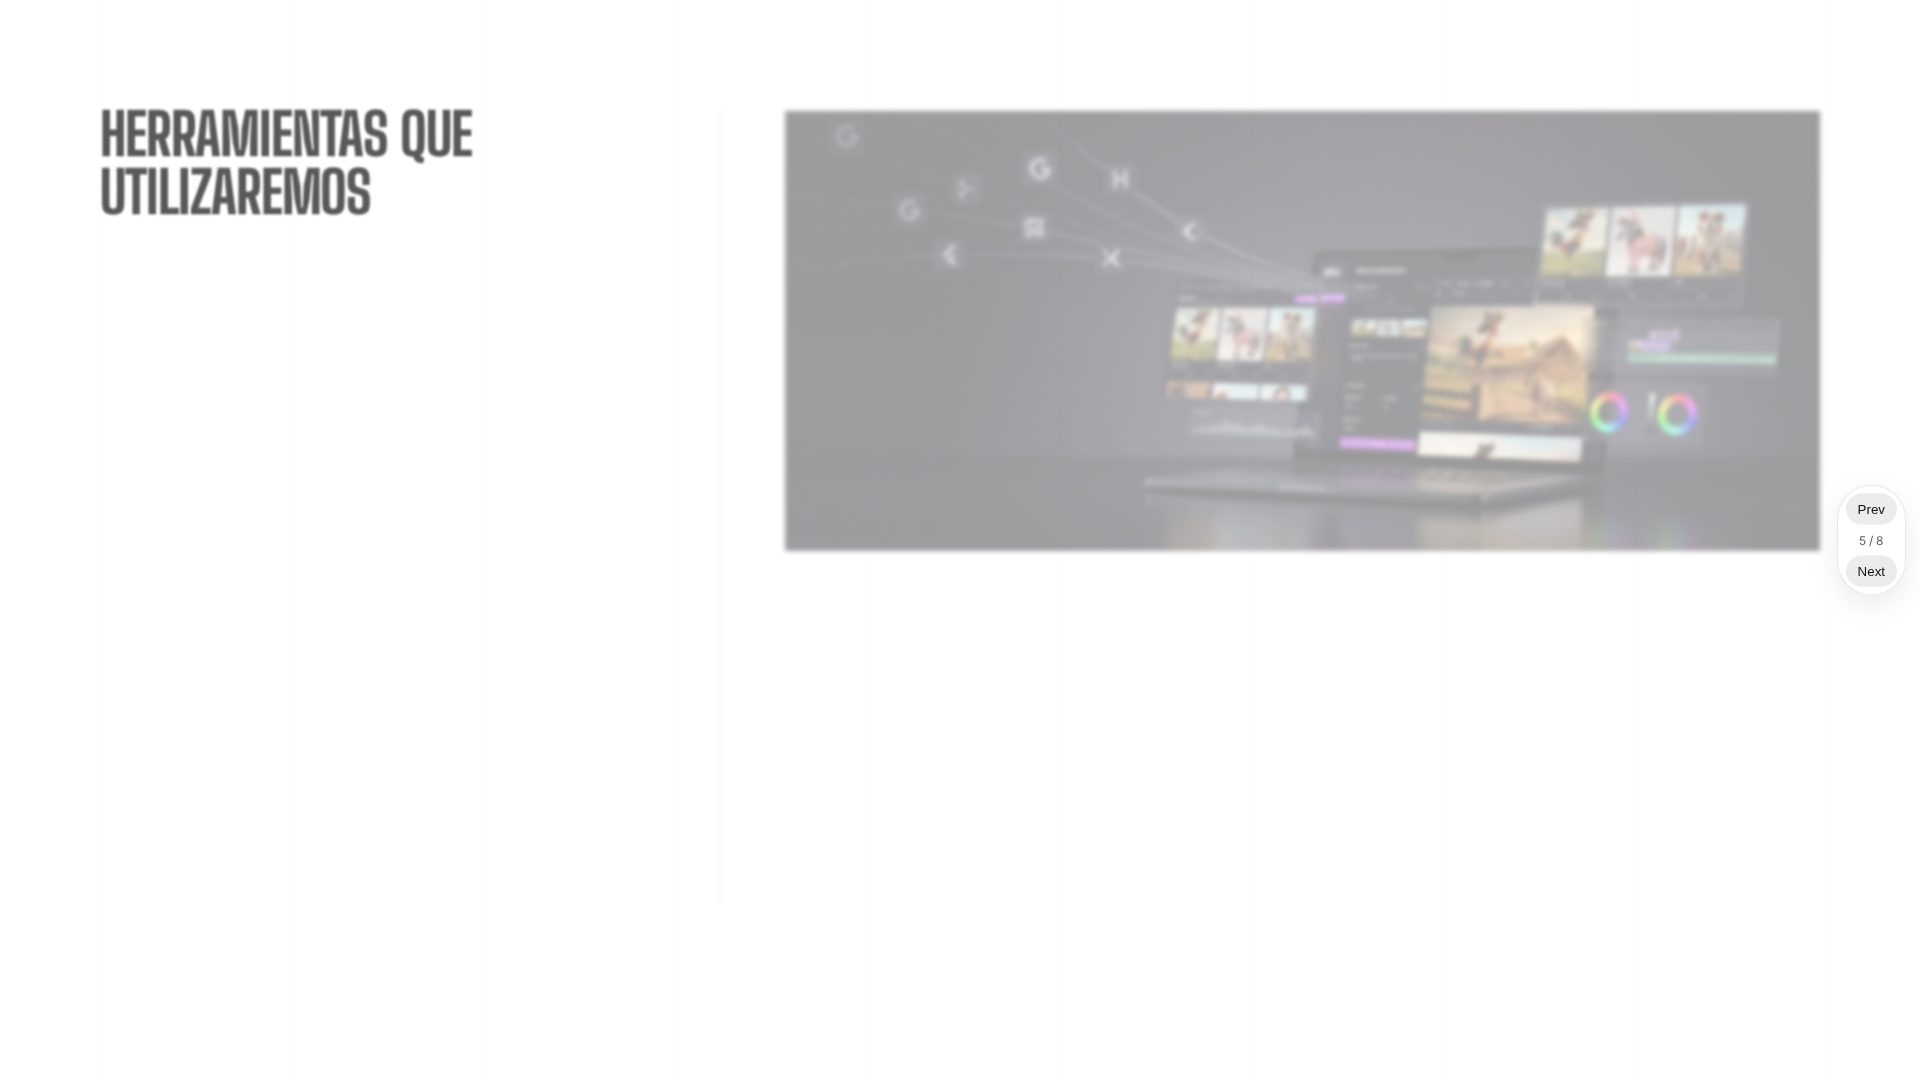 HERRAMIENTAS QUE
UTILIZAREMOS
G
G
H
G
Prev
5 / 8
Next